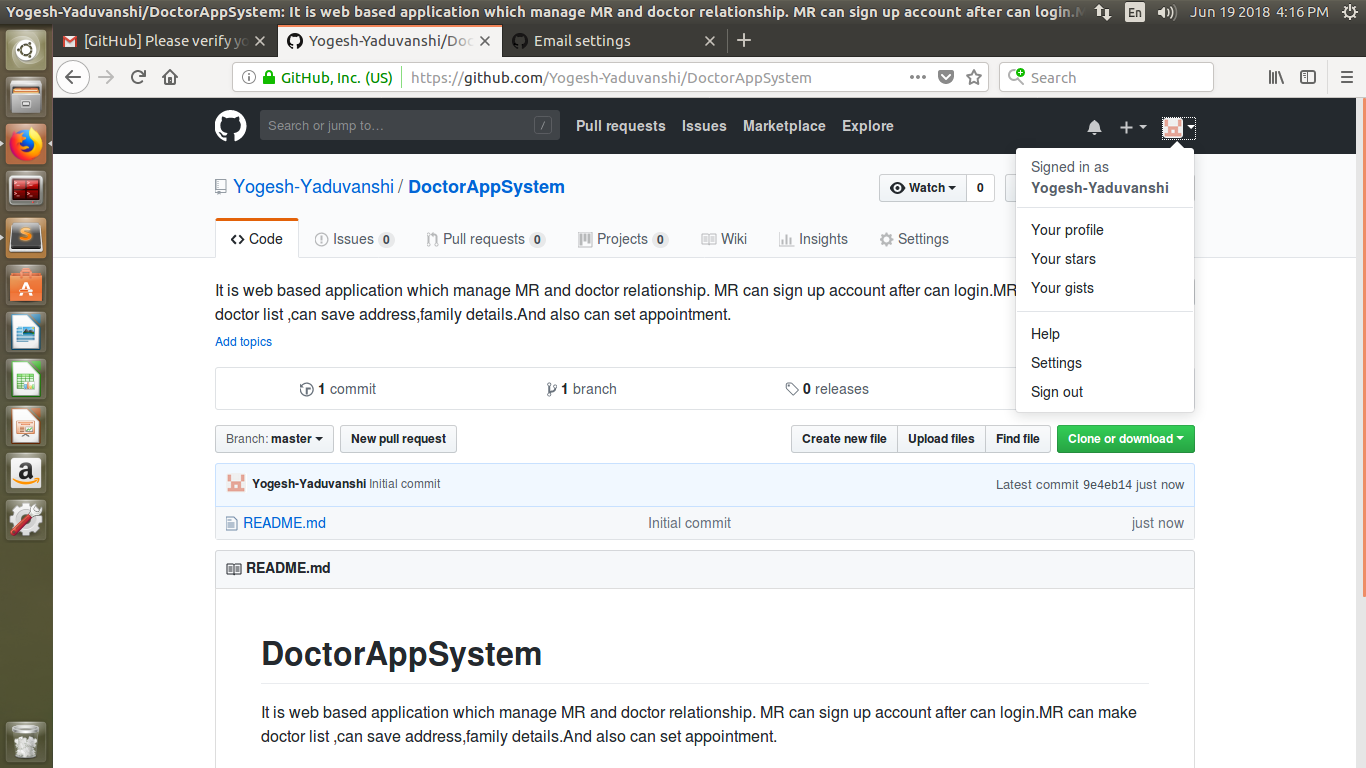 Yogesh-Yaduvanshi/DoctorAppSystem: It is web based application which manage MR and doctor relationship. MR can sign up account after can login.
En
Jun 19 2018 4:16 PM
[GitHub] Please verify yo
Yogesh-Yaduvanshi/Doc
Email settings
GitHub, Inc. (US)
https://github.com/Yogesh-Yaduvanshi/DoctorAppSystem
Search
Search or jump to...
/
Pull requests
Issues
Marketplace
Explore
Signed in as
Yogesh-Yaduvanshi
Your profile
Your stars
Your gists
Help
Settings
Sign out
Yogesh-Yaduvanshi / DoctorAppSystem
Watch
0
Code
Issues 0
Pull requests 0
Projects 0
Wiki
Insights
Settings
It is web based application which manage MR and doctor relationship. MR can sign up account after can login.MR
doctor list ,can save address,family details.And also can set appointment.
Add topics
1 commit
1 branch
0 releases
Branch: master
New pull request
Create new file
Upload files
Find file
Clone or download
Yogesh-Yaduvanshi Initial commit
Latest commit 9e4eb14 just now
README.md
Initial commit
just now
README.md
DoctorAppSystem
It is web based application which manage MR and doctor relationship. MR can sign up account after can login.MR can make
doctor list ,can save address,family details.And also can set appointment.